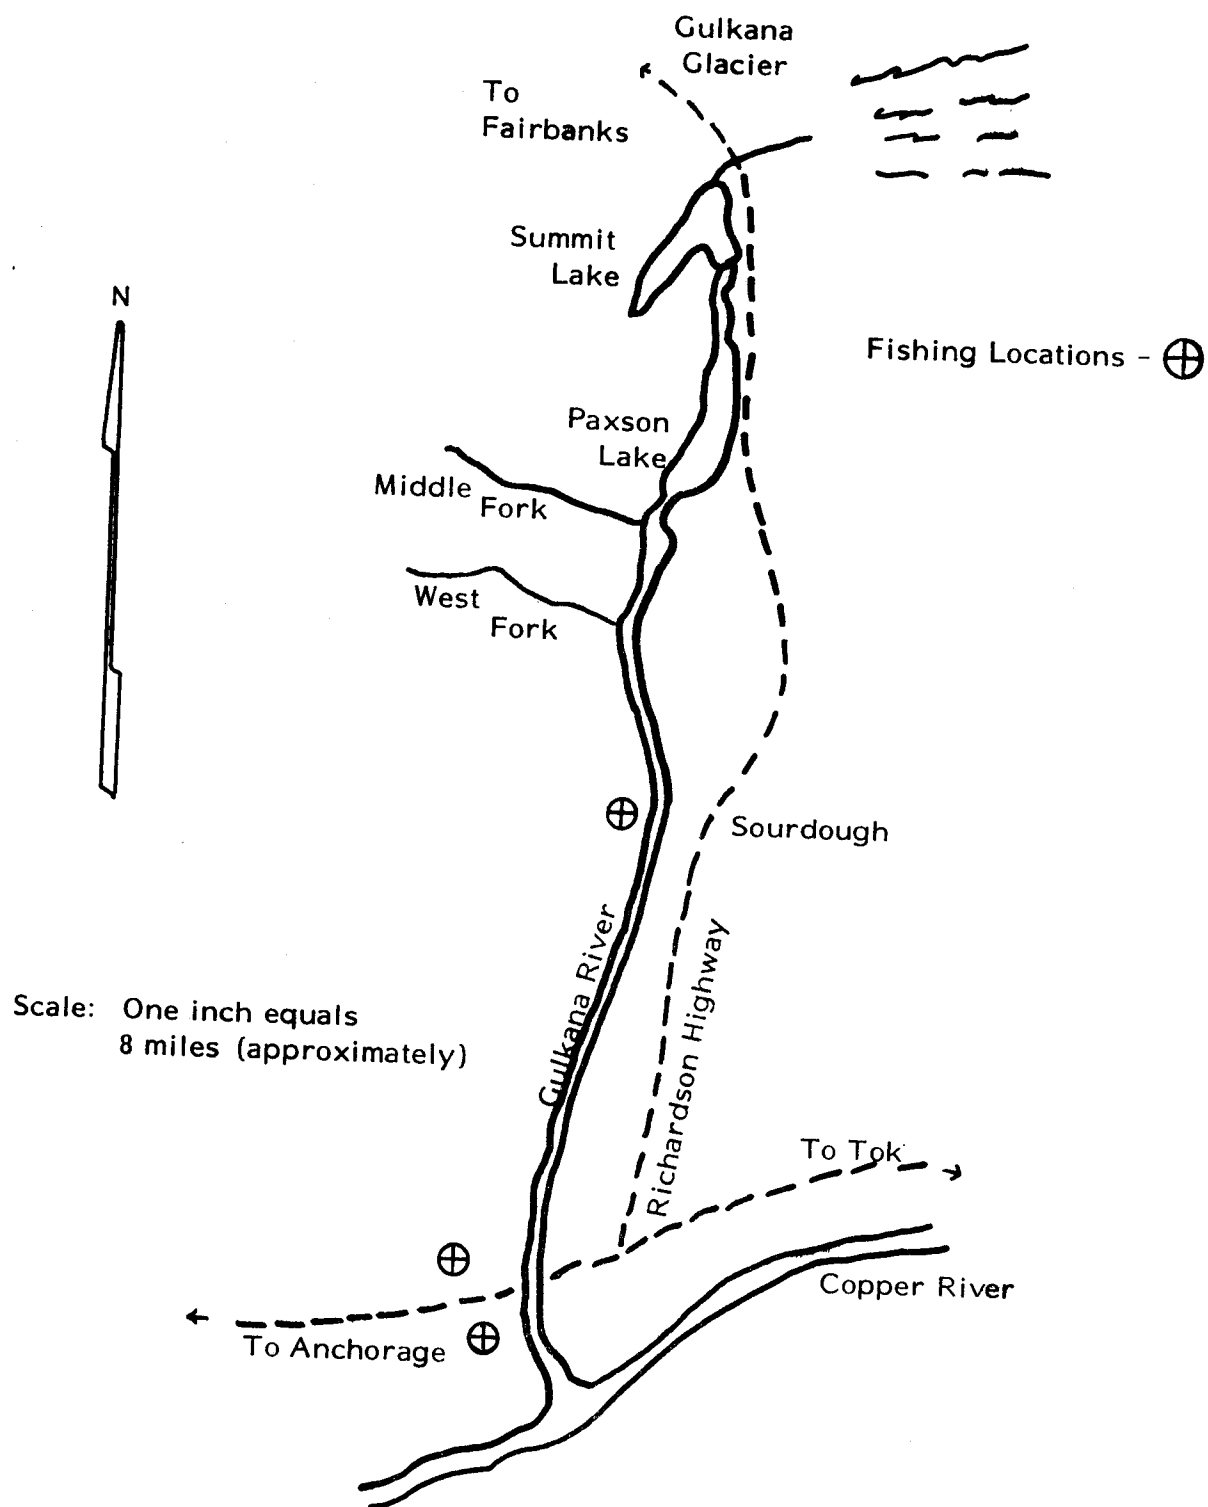 Gulkana
Glacier
To
Fairbanks
Summit
Lake
N
Fishing Locations -
Paxson
Lake
Middle
Fork
West
Fork
Sourdough
Gulkana River
Richardson Highway
Scale: One inch equals
8 miles (approximately)
To Tok
Copper River
To Anchorage